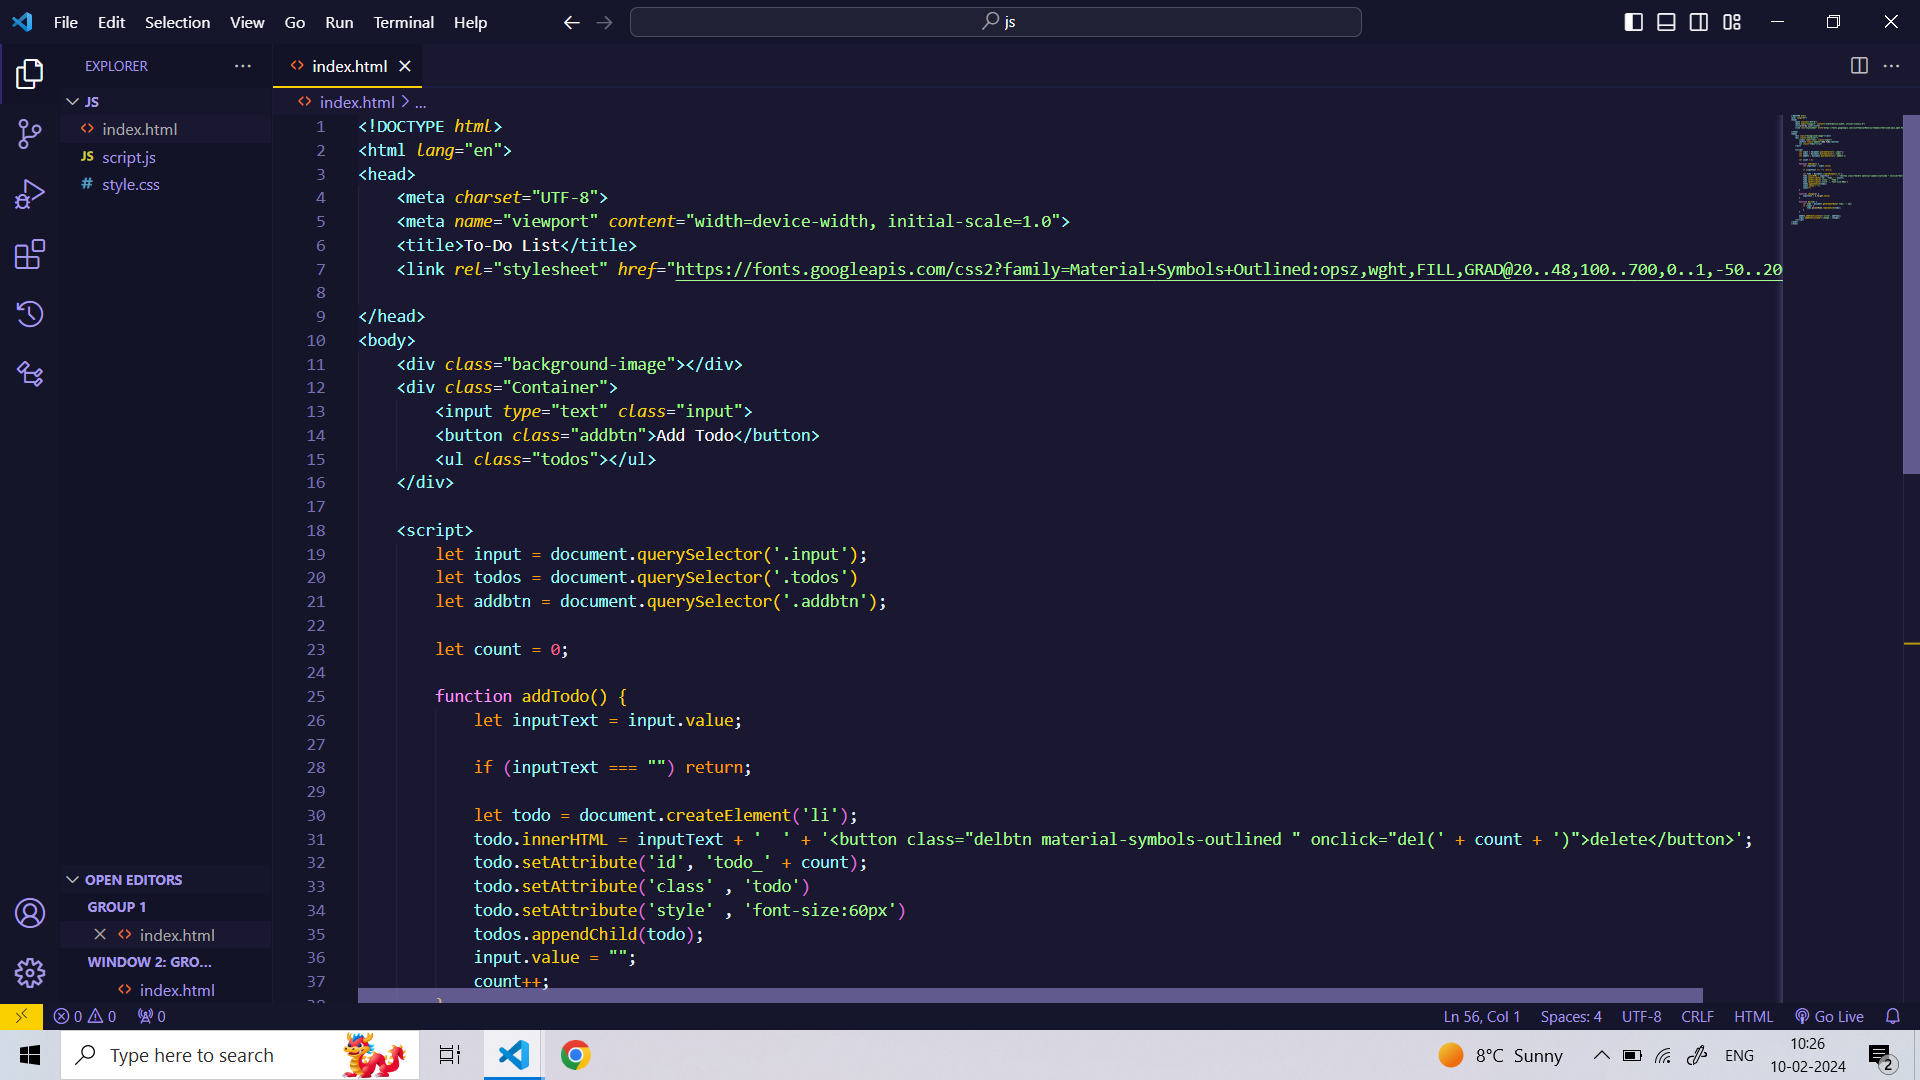 File Edit Selection View Go Run Terminal Help
js
EXPLORER
JS
index.html
script.js
style.css
OPEN EDITORS
GROUP 1
index.html
WINDOW 2: GRO...
index.html
index.html
index.html > ...
1 <!DOCTYPE html>
2 <html lang="en">
3 <head>
4     <meta charset="UTF-8">
5     <meta name="viewport" content="width=device-width, initial-scale=1.0">
6     <title>To-Do List</title>
7     <link rel="stylesheet" href="https://fonts.googleapis.com/css2?family=Material+Symbols+Outlined:opsz,wght,FILL,GRAD@20..48,100..700,0..1,-50..20
8
9 </head>
10 <body>
11     <div class="background-image"></div>
12     <div class="Container">
13         <input type="text" class="input">
14         <button class="addbtn">Add Todo</button>
15         <ul class="todos"></ul>
16     </div>
17
18     <script>
19         let input = document.querySelector('.input');
20         let todos = document.querySelector('.todos')
21         let addbtn = document.querySelector('.addbtn');
22
23         let count = 0;
24
25         function addTodo() {
26             let inputText = input.value;
27
28             if (inputText === "") return;
29
30             let todo = document.createElement('li');
31             todo.innerHTML = inputText + '  ' + '<button class="delbtn material-symbols-outlined " onclick="del(' + count + ')">delete</button>';
32             todo.setAttribute('id', 'todo_' + count);
33             todo.setAttribute('class' , 'todo')
34             todo.setAttribute('style' , 'font-size:60px')
35             todos.appendChild(todo);
36             input.value = "";
37             count++;
0 0 0
Ln 56, Col 1 Spaces: 4 UTF-8 CRLF HTML Go Live
Type here to search
8°C Sunny
ENG
10:26
10-02-2024
2